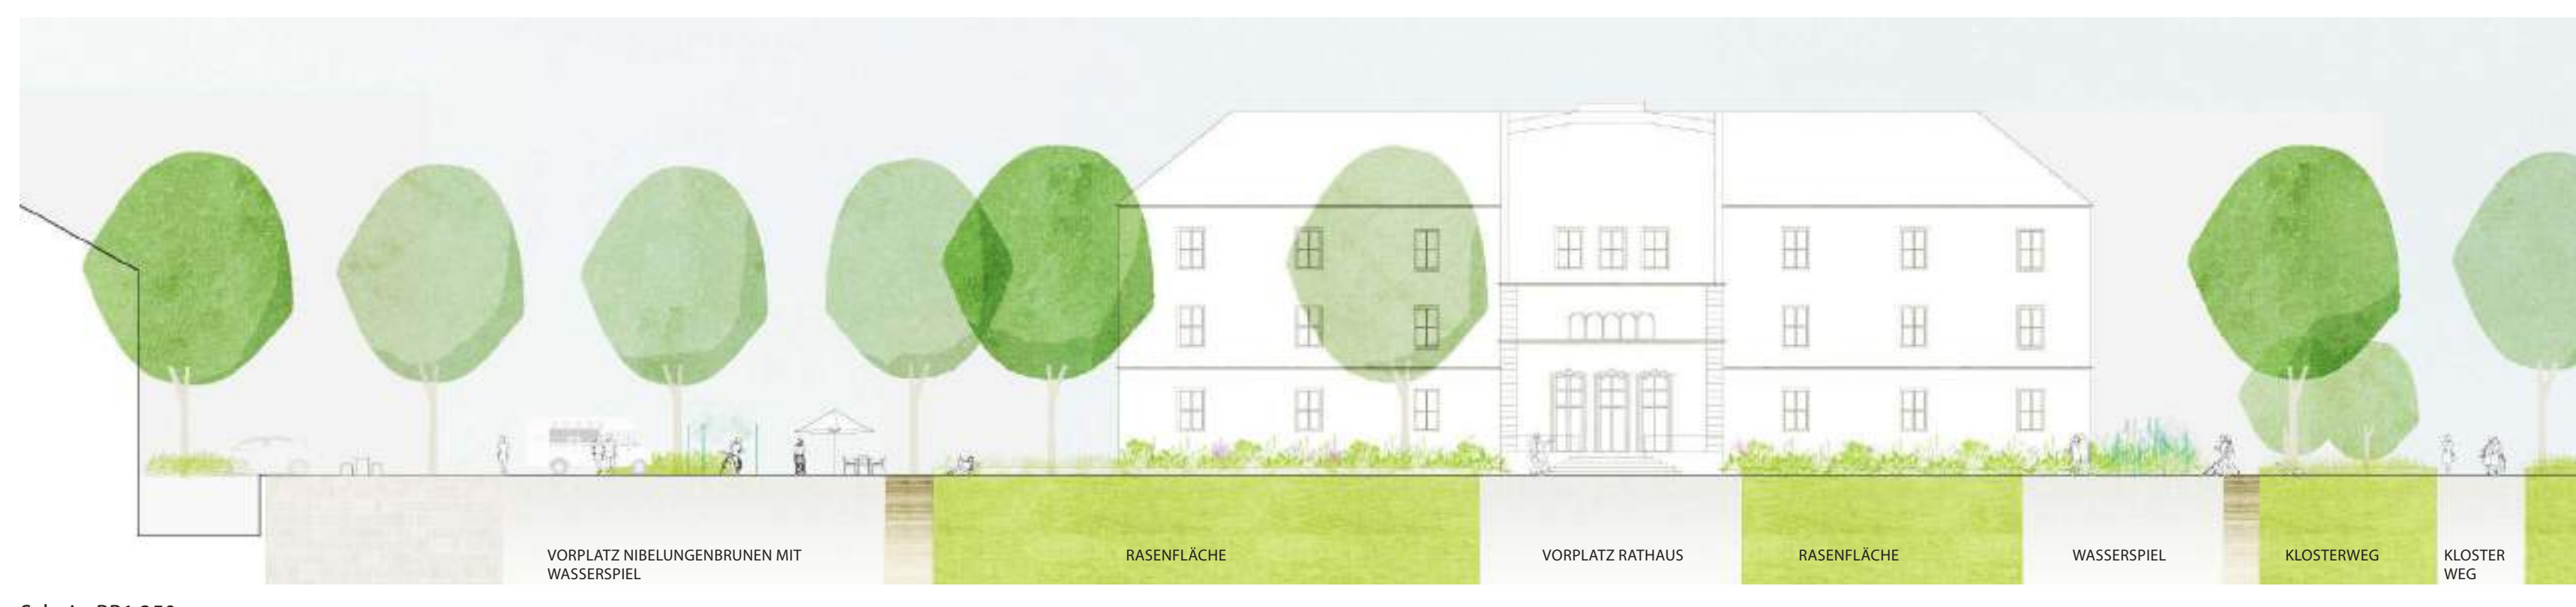 VORPLATZ NIBELUNGENBRUNEN MIT
WASSERSPIEL
RASENFLÄCHE
VORPLATZ RATHAUS
RASENFLÄCHE
WASSERSPIEL
KLOSTERWEG
KLOSTER
WEG